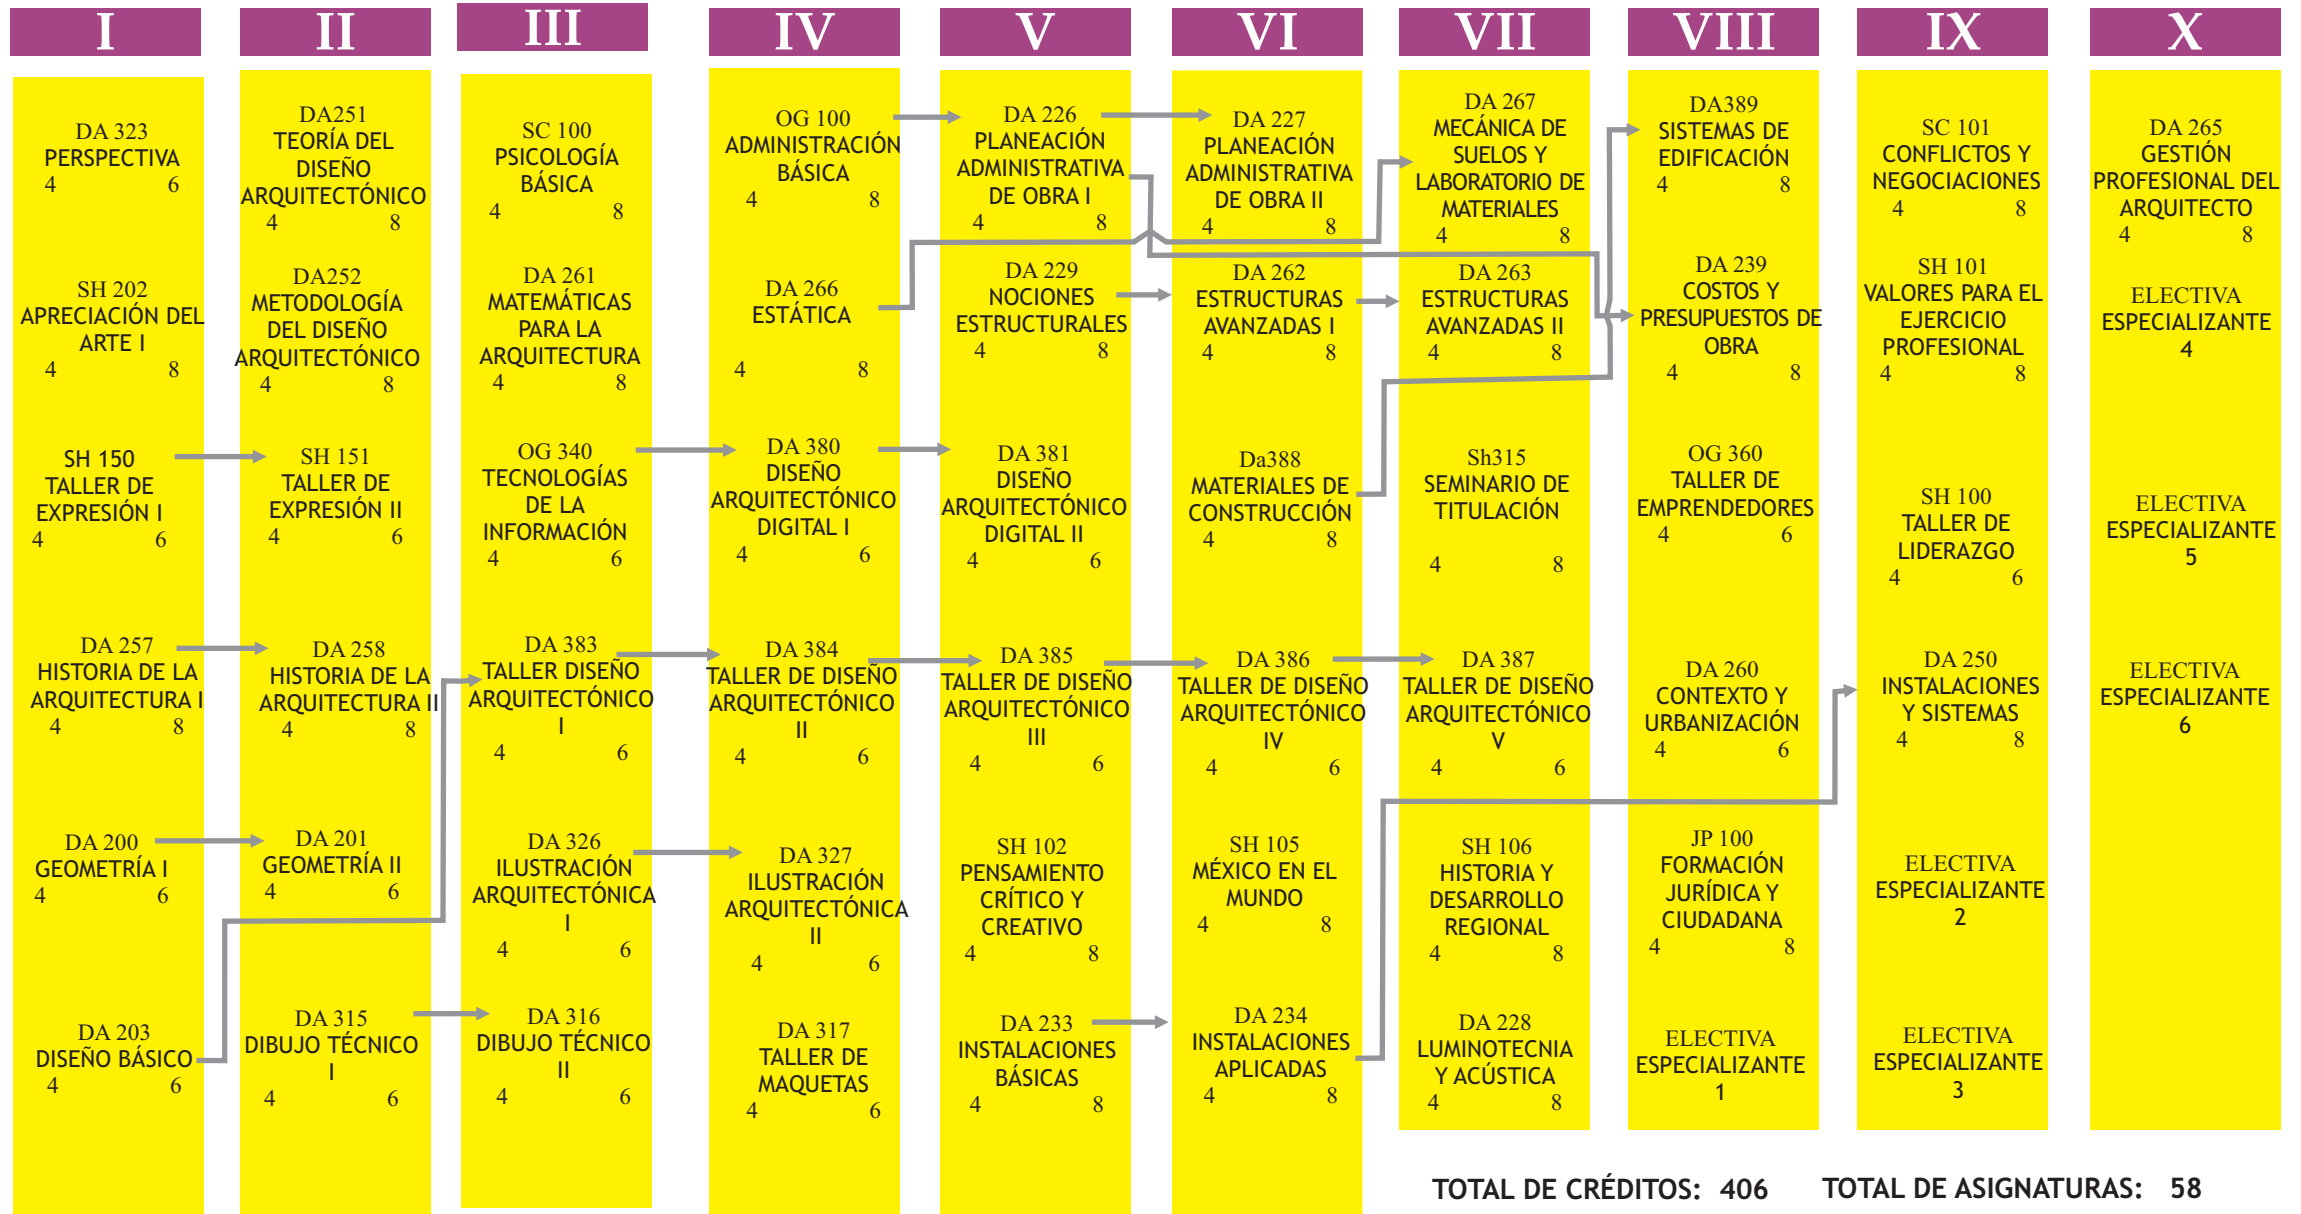 I
DA 323
PERSPECTIVA
4 6
SH 202
APRECIACIÓN DEL
ARTE I
4 8
SH 150
TALLER DE
EXPRESIÓN I
4 6
DA 257
HISTORIA DE LA
ARQUITECTURA I
4 8
DA 200
GEOMETRÍA I
4 6
DA 203
DISEÑO BÁSICO
4 6
II
DA251
TEORÍA DEL
DISEÑO
ARQUITECTÓNICO
4 8
DA252
METODOLOGÍA
DEL DISEÑO
ARQUITECTÓNICO
4 8
SH 151
TALLER DE
EXPRESIÓN II
4 6
DA 258
HISTORIA DE LA
ARQUITECTURA II
4 8
DA 201
GEOMETRÍA II
4 6
DA 315
DIBUJO TÉCNICO
I
4 6
III
SC 100
PSICOLOGÍA
BÁSICA
4 8
DA 261
MATEMÁTICAS
PARA LA
ARQUITECTURA
4 8
OG 340
TECNOLOGÍAS
DE LA
INFORMACIÓN
4 6
DA 383
TALLER DISEÑO
ARQUITECTÓNICO
I
4 6
DA 326
ILUSTRACIÓN
ARQUITECTÓNICA
I
4 6
DA 316
DIBUJO TÉCNICO
II
4 6
IV
OG 100
ADMINISTRACIÓN
BÁSICA
4 8
DA 266
ESTÁTICA
4 8
DA 380
DISEÑO
ARQUITECTÓNICO
DIGITAL I
4 6
DA 384
TALLER DE DISEÑO
ARQUITECTÓNICO
II
4 6
DA 327
ILUSTRACIÓN
ARQUITECTÓNICA
II
4 6
DA 317
TALLER DE
MAQUETAS
4 6
V
DA 226
PLANEACIÓN
ADMINISTRATIVA
DE OBRA I
4 8
DA 229
NOCIONES
ESTRUCTURALES
4 8
DA 381
DISEÑO
ARQUITECTÓNICO
DIGITAL II
4 6
DA 385
TALLER DE DISEÑO
ARQUITECTÓNICO
III
4 6
SH 102
PENSAMIENTO
CRÍTICO Y
CREATIVO
4 8
DA 233
INSTALACIONES
BÁSICAS
4 8
VI
DA 227
PLANEACIÓN
ADMINISTRATIVA
DE OBRA II
4 8
DA 262
ESTRUCTURAS
AVANZADAS I
4 8
Da388
MATERIALES DE
CONSTRUCCIÓN
4 8
DA 386
TALLER DE DISEÑO
ARQUITECTÓNICO
IV
4 6
SH 105
MÉXICO EN EL
MUNDO
4 8
DA 234
INSTALACIONES
APLICADAS
4 8
VII
DA 267
MECÁNICA DE
SUELOS Y
LABORATORIO DE
MATERIALES
4 8
DA 263
ESTRUCTURAS
AVANZADAS II
4 8
Sh315
SEMINARIO DE
TITULACIÓN
4 8
DA 387
TALLER DE DISEÑO
ARQUITECTÓNICO
V
4 6
SH 106
HISTORIA Y
DESARROLLO
REGIONAL
4 8
DA 228
LUMINOTECNIA
Y ACÚSTICA
4 8
VIII
DA389
SISTEMAS DE
EDIFICACIÓN
4 8
DA 239
COSTOS Y
PRESUPUESTOS DE
OBRA
4 8
OG 360
TALLER DE
EMPRENDEDORES
4 6
DA 260
CONTEXTO Y
URBANIZACIÓN
4 6
JP 100
FORMACIÓN
JURÍDICA Y
CIUDADANA
4 8
ELECTIVA
ESPECIALIZANTE
1
IX
SC 101
CONFLICTOS Y
NEGOCIACIONES
4 8
SH 101
VALORES PARA EL
EJERCICIO
PROFESIONAL
4 8
SH 100
TALLER DE
LIDERAZGO
4 6
DA 250
INSTALACIONES
Y SISTEMAS
4 8
ELECTIVA
ESPECIALIZANTE
2
ELECTIVA
ESPECIALIZANTE
3
X
DA 265
GESTIÓN
PROFESIONAL DEL
ARQUITECTO
4 8
ELECTIVA
ESPECIALIZANTE
4
ELECTIVA
ESPECIALIZANTE
5
ELECTIVA
ESPECIALIZANTE
6
TOTAL DE CRÉDITOS: 406 TOTAL DE ASIGNATURAS: 58